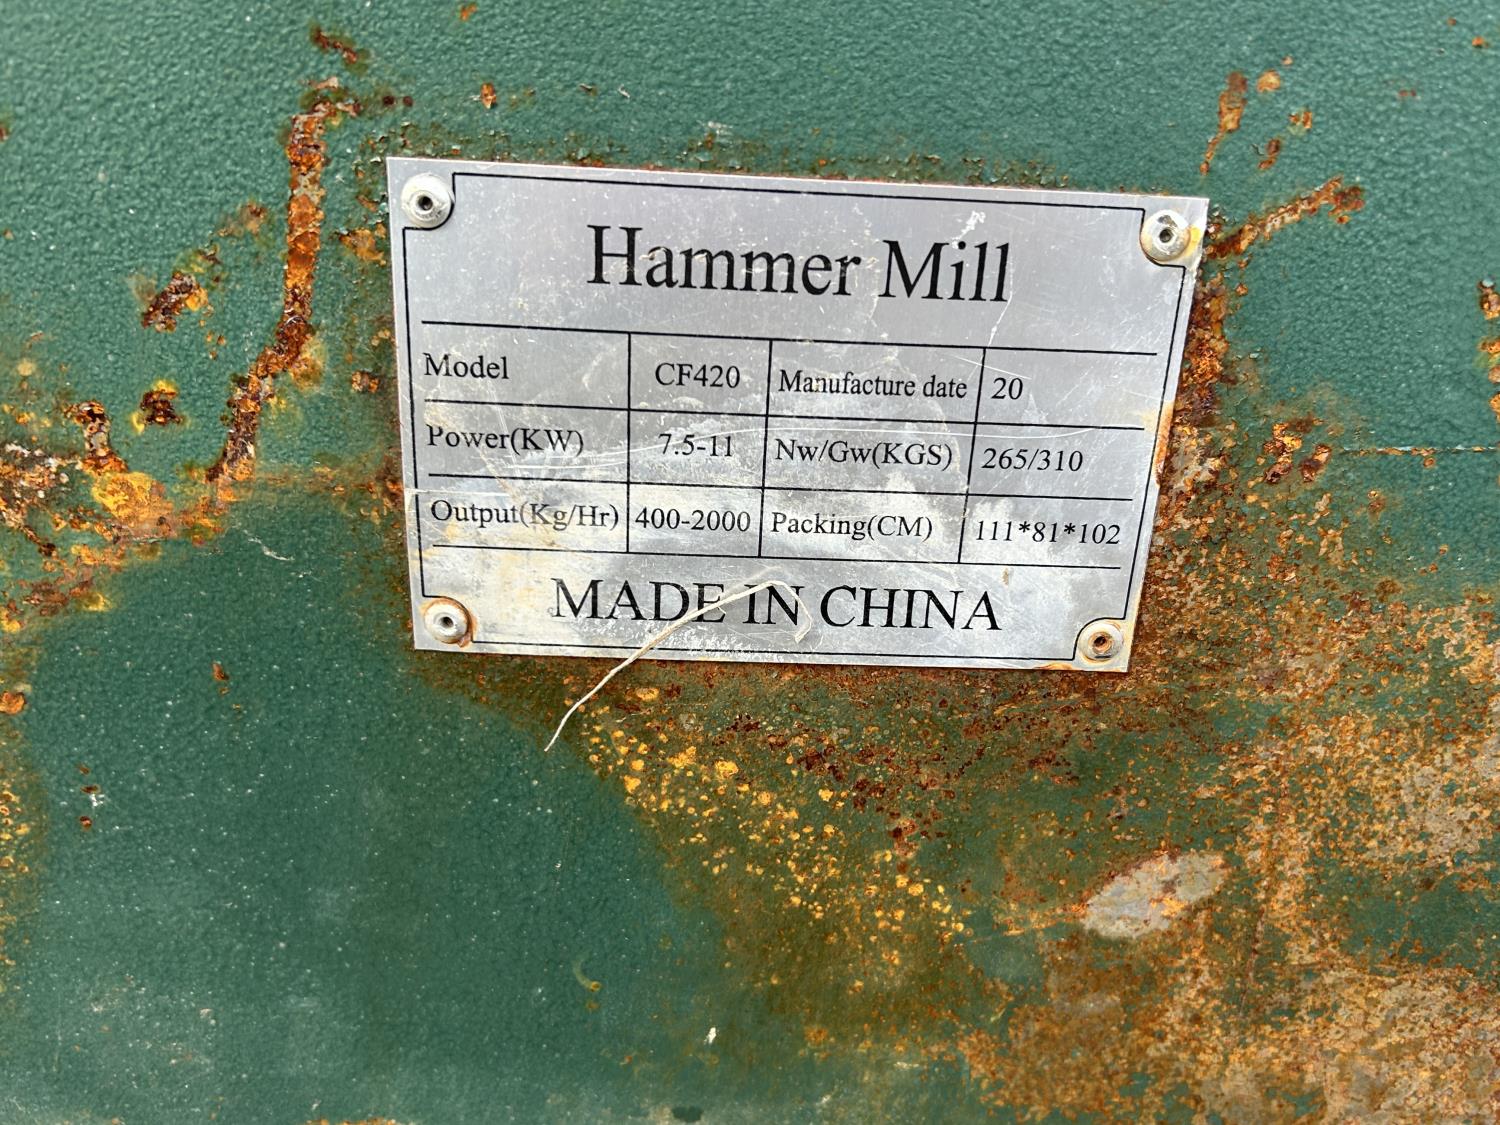 Hammer Mill
Model CF420 Manufacture date 20
Power(KW) 7.5-11 Nw/Gw(KGS) 265/310
Output(Kg/Hr) 400-2000 Packing(CM) 111*81*102
MADE IN CHINA